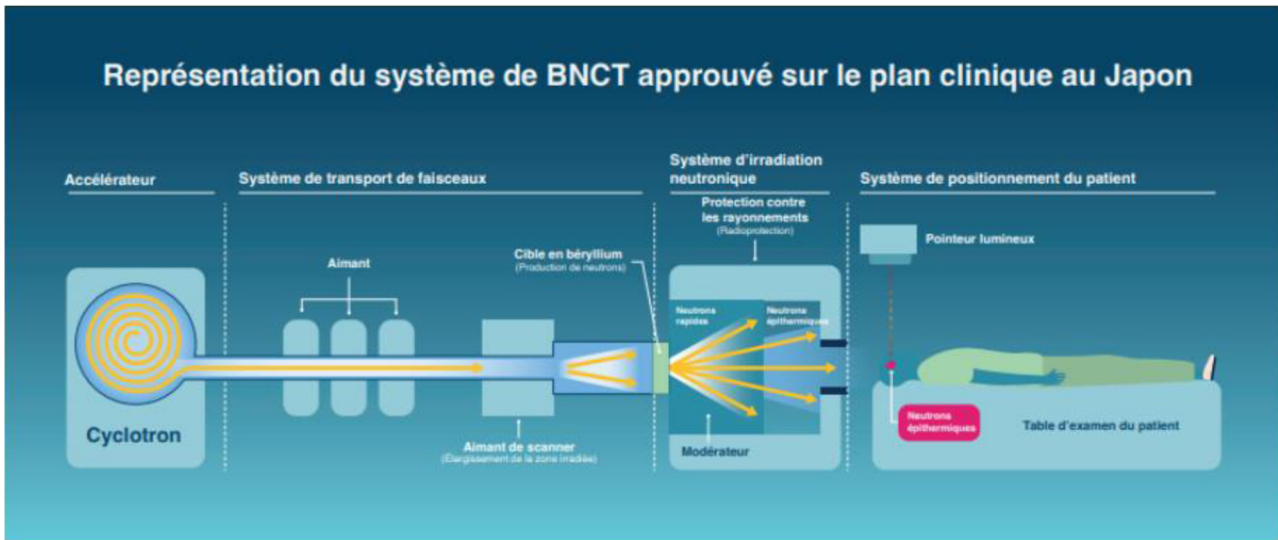 Représentation du système de BNCT approuvé sur le plan clinique au Japon
Accélérateur
Système de transport de faisceaux
Système d'irradiation
neutronique
Système de positionnement du patient
Protection contre
les rayonnements
(Radioprotection)
Pointeur lumineux
Cible en béryllium
(Production de neutrons)
Aimant
Neutrons
rapides
Neutrons
épithermiques
Cyclotron
Aimant de scanner
(Élargissement de la zone irradiée)
Modérateur
Neutrons
épithermiques
Table d'examen du patient